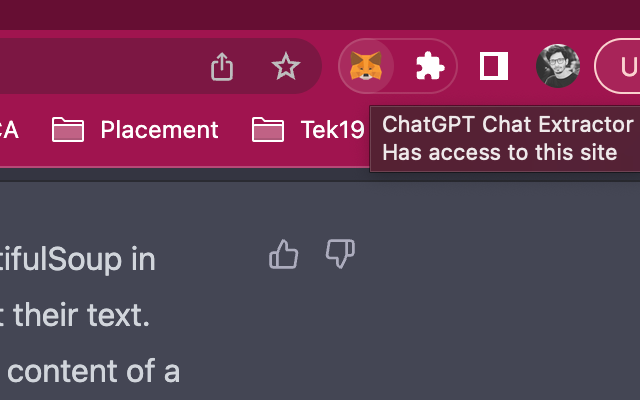 U
CA
Placement
Tek19
ChatGPT Chat Extractor
Has access to this site
tifulSoup in
t their text.
content of a